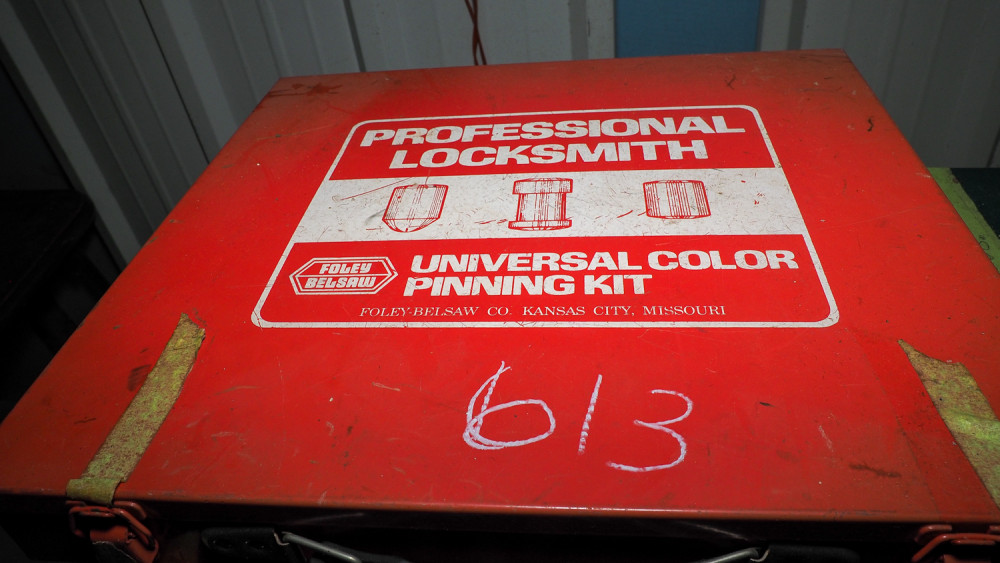 PROFESSIONAL
LOCKSMITH
FOLEY
BELSAW
UNIVERSAL COLOR
PINNING KIT
FOLEY-BELSAW CO. KANSAS CITY, MISSOURI
613